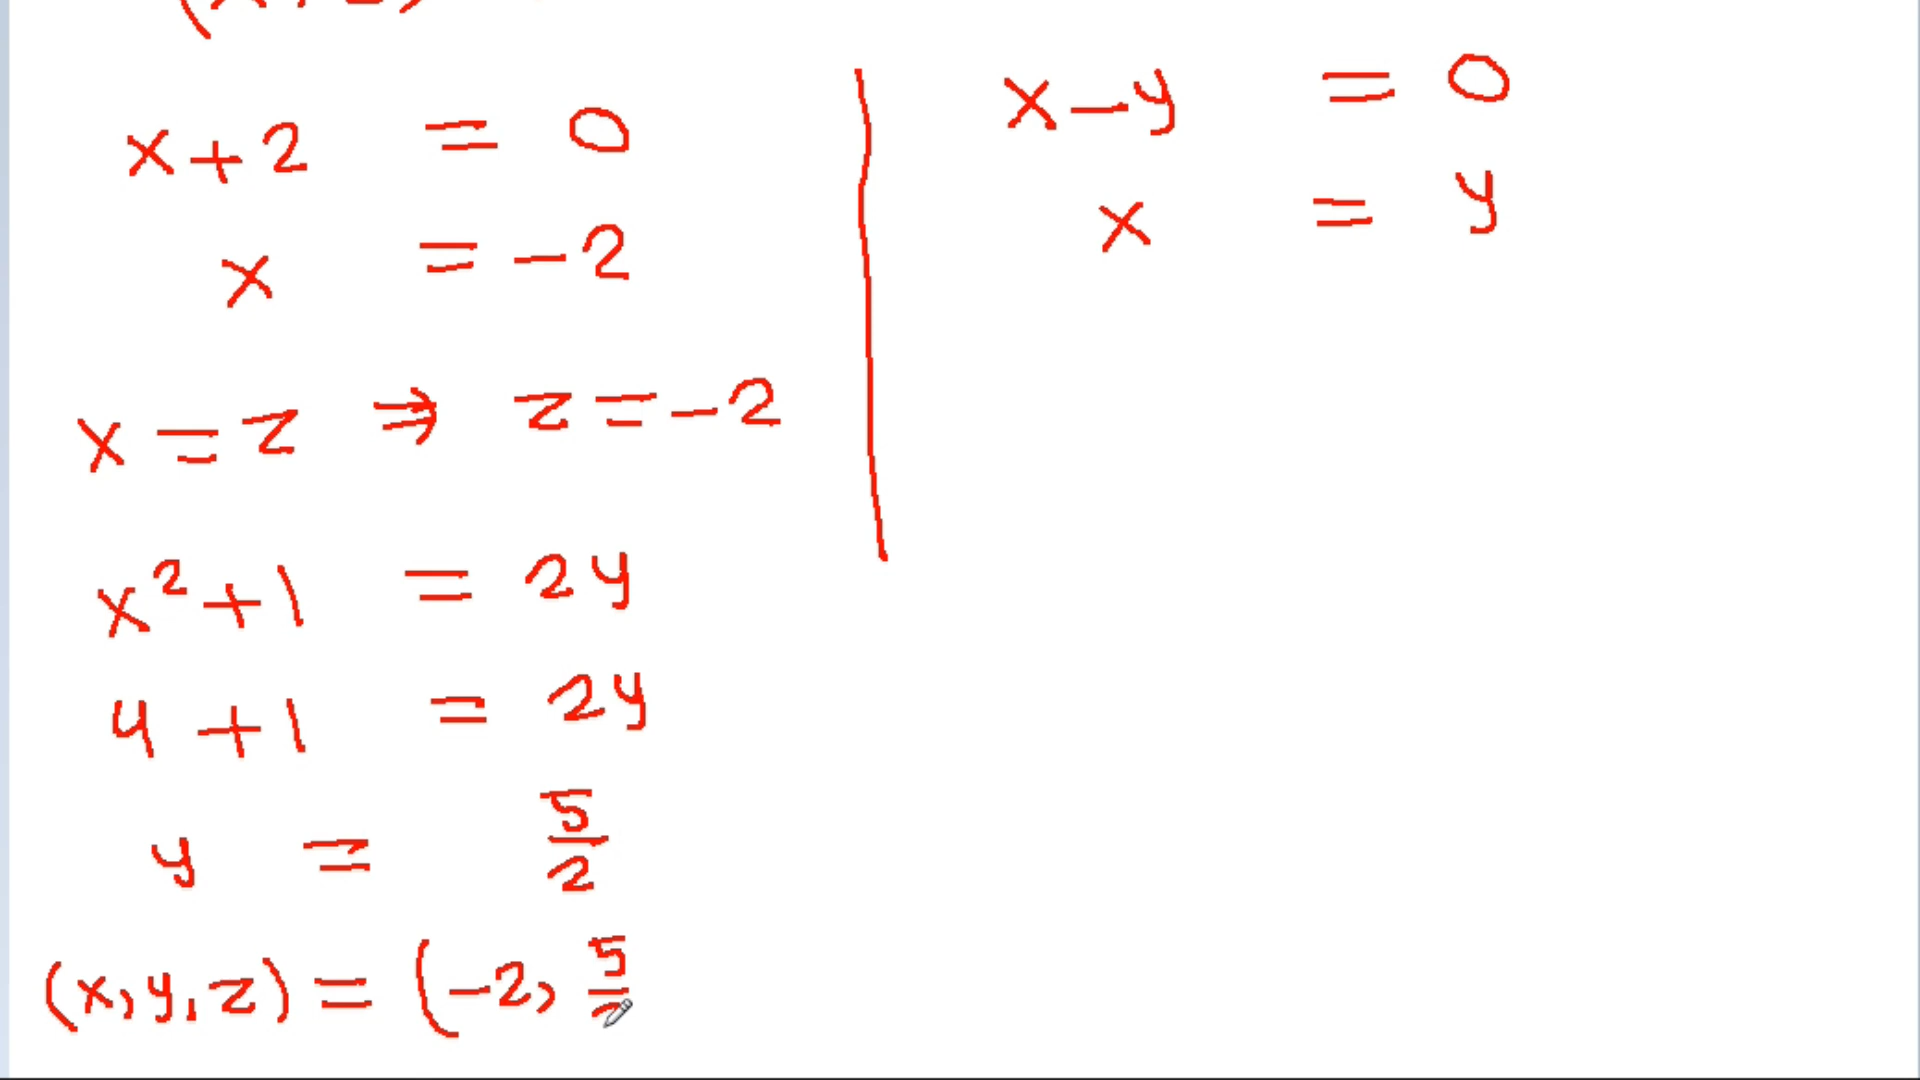 x+2 = 0
x = -2
x = z ⇒ z = -2
x² + 1 = 2y
4 + 1 = 2y
y = 5/2
(x, y, z) = (-2, 5/
x-y = 0
x = y